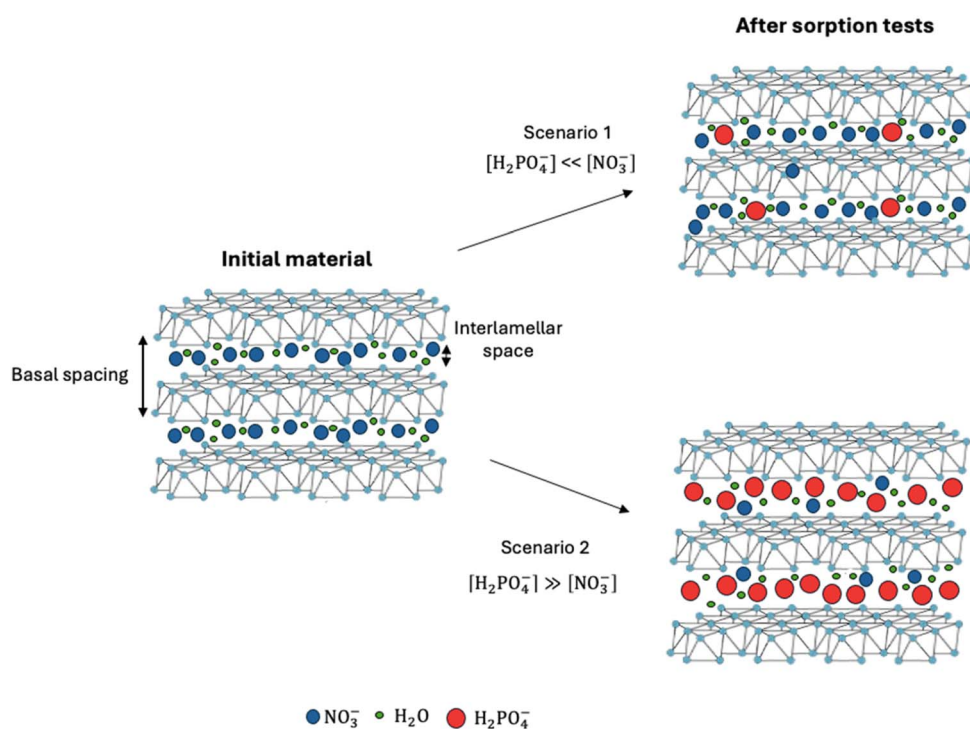 After sorption tests
Scenario 1
[H₂PO₄⁻] << [NO₃⁻]
Initial material
Interlamellar
space
Basal spacing
Scenario 2
[H₂PO₄⁻] ≫ [NO₃⁻]
NO₃⁻ H₂O H₂PO₄⁻